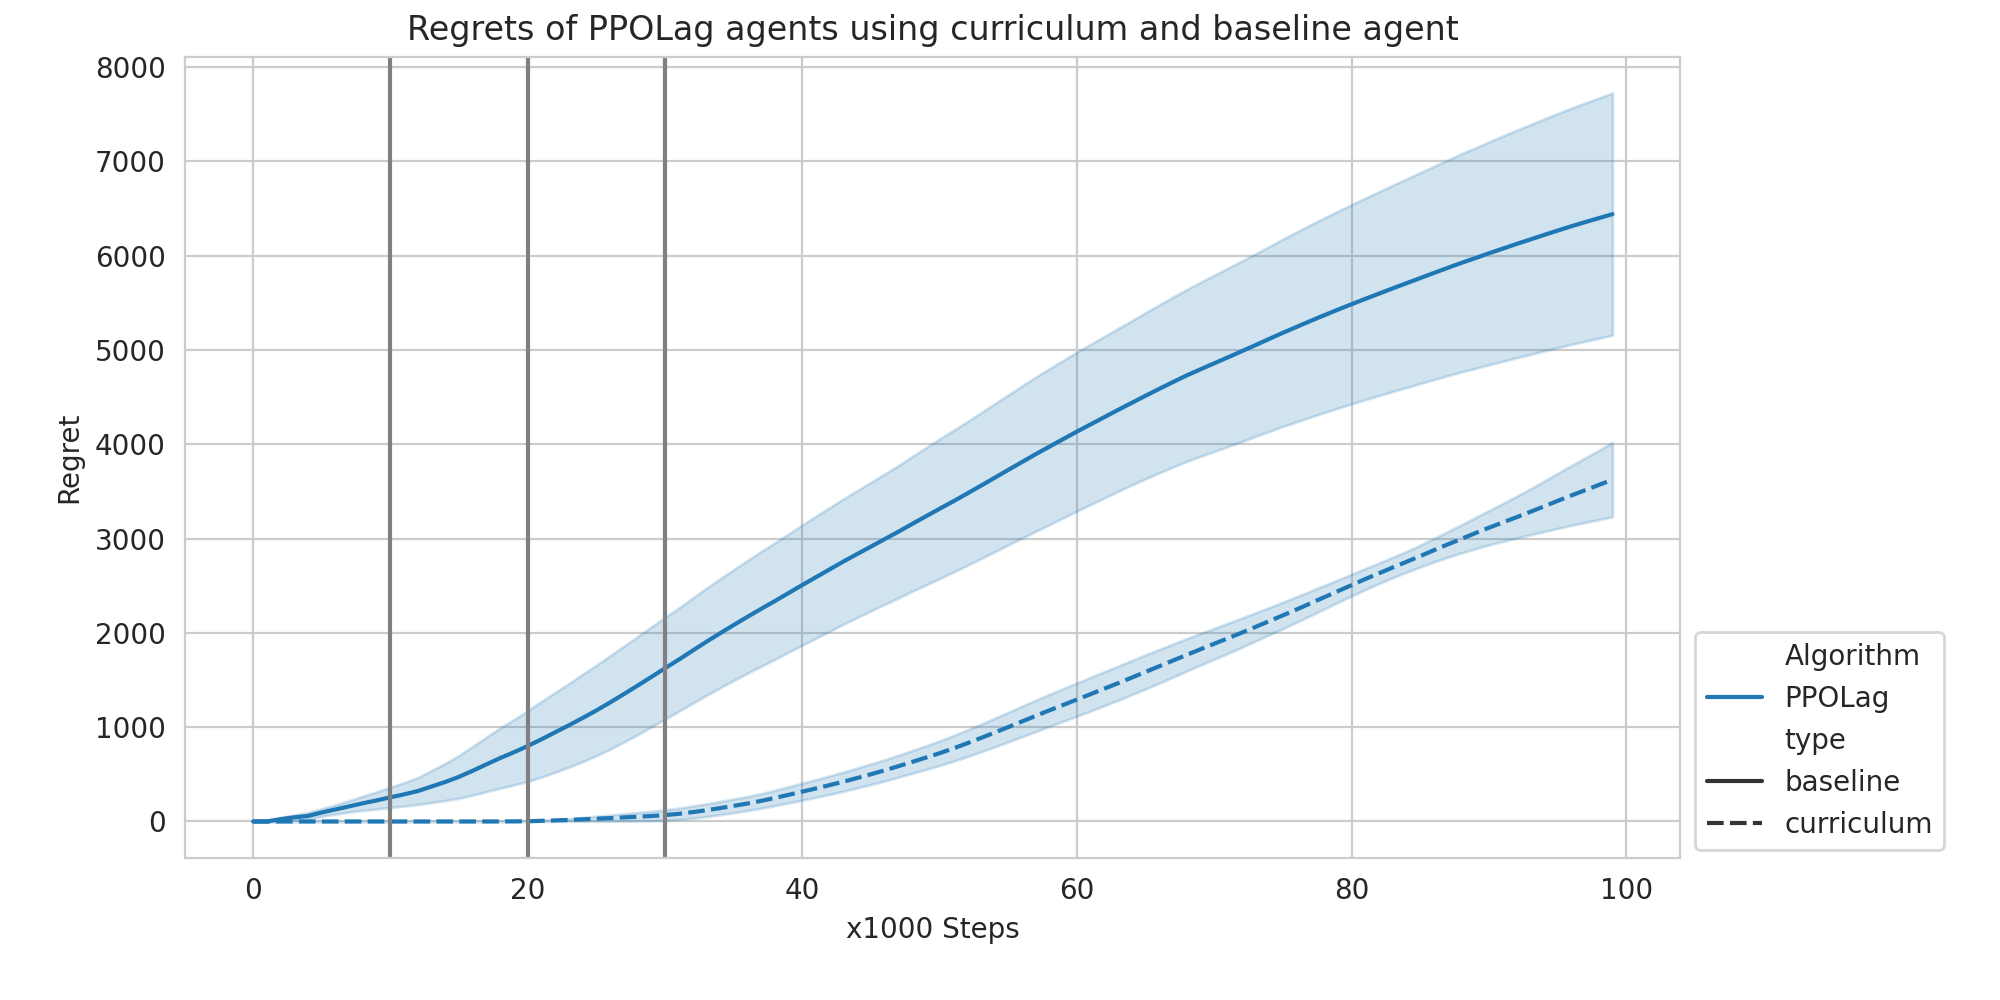 Regrets of PPOLag agents using curriculum and baseline agent
8000
7000
6000
5000
4000
3000
2000
1000
0
Regret
0 20 40 60 80 100
x1000 Steps
Algorithm
PPOLag
type
baseline
curriculum